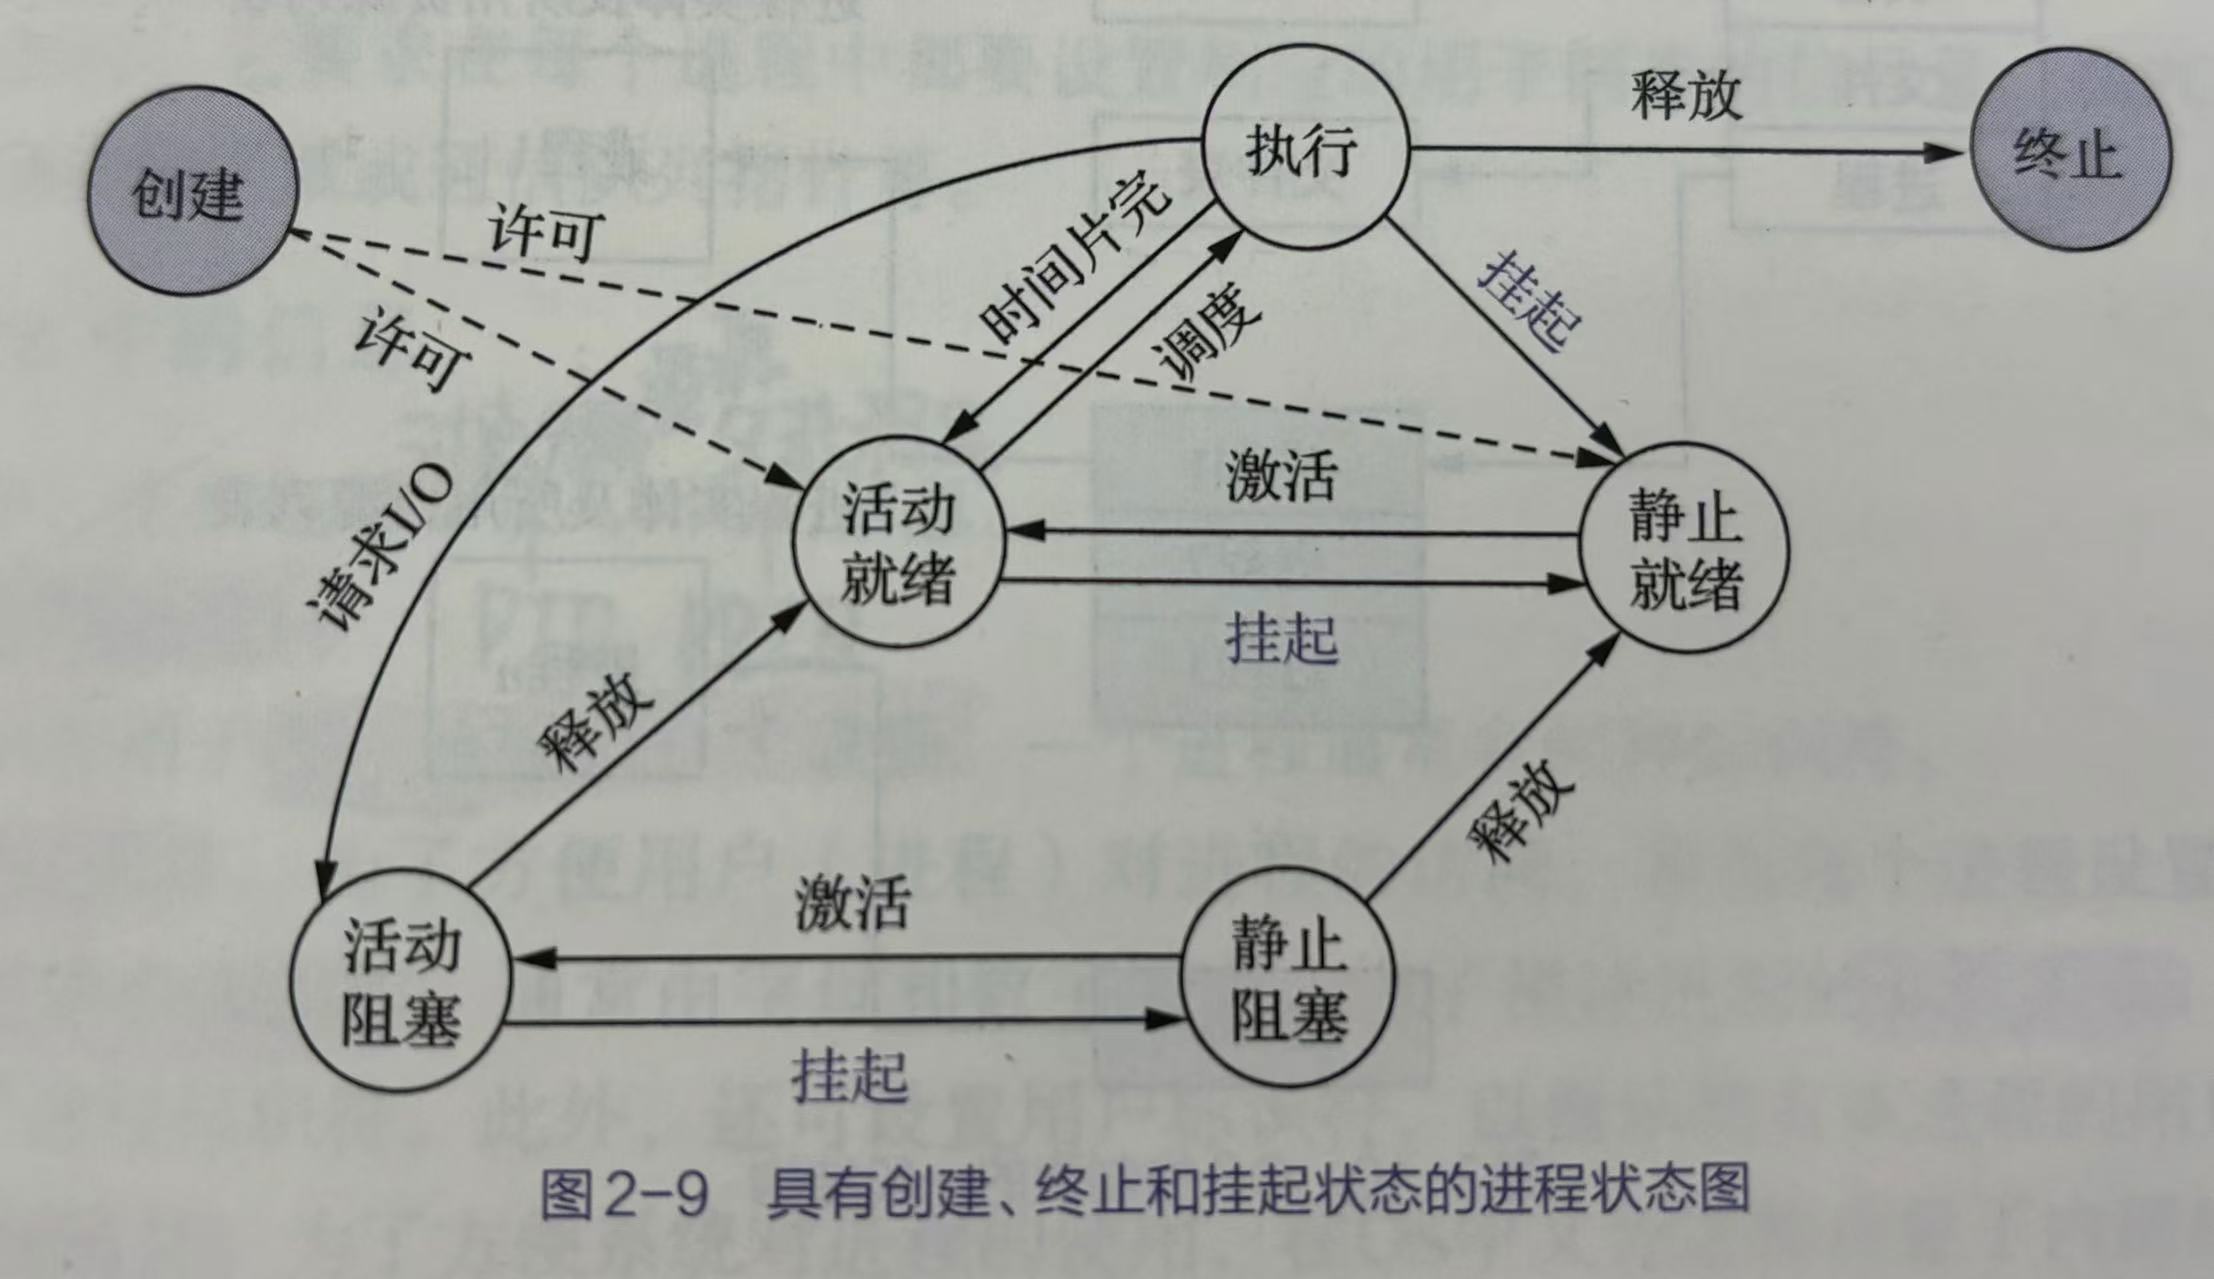 创建
执行
释放
终止
许可
许可
时间片完
调度
挂起
请求I/O
活动
就绪
激活
挂起
静止
就绪
释放
释放
活动
阻塞
激活
挂起
静止
阻塞
图2-9 具有创建、终止和挂起状态的进程状态图